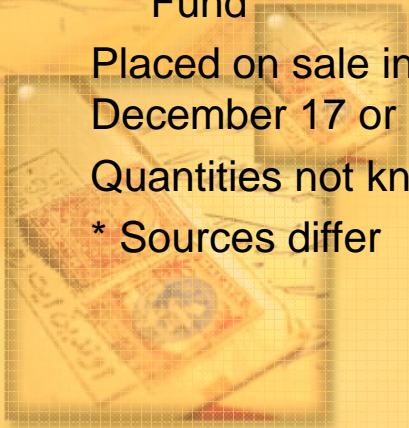 Fund
Placed on sale in
December 17 or
Quantities not kn
* Sources differ